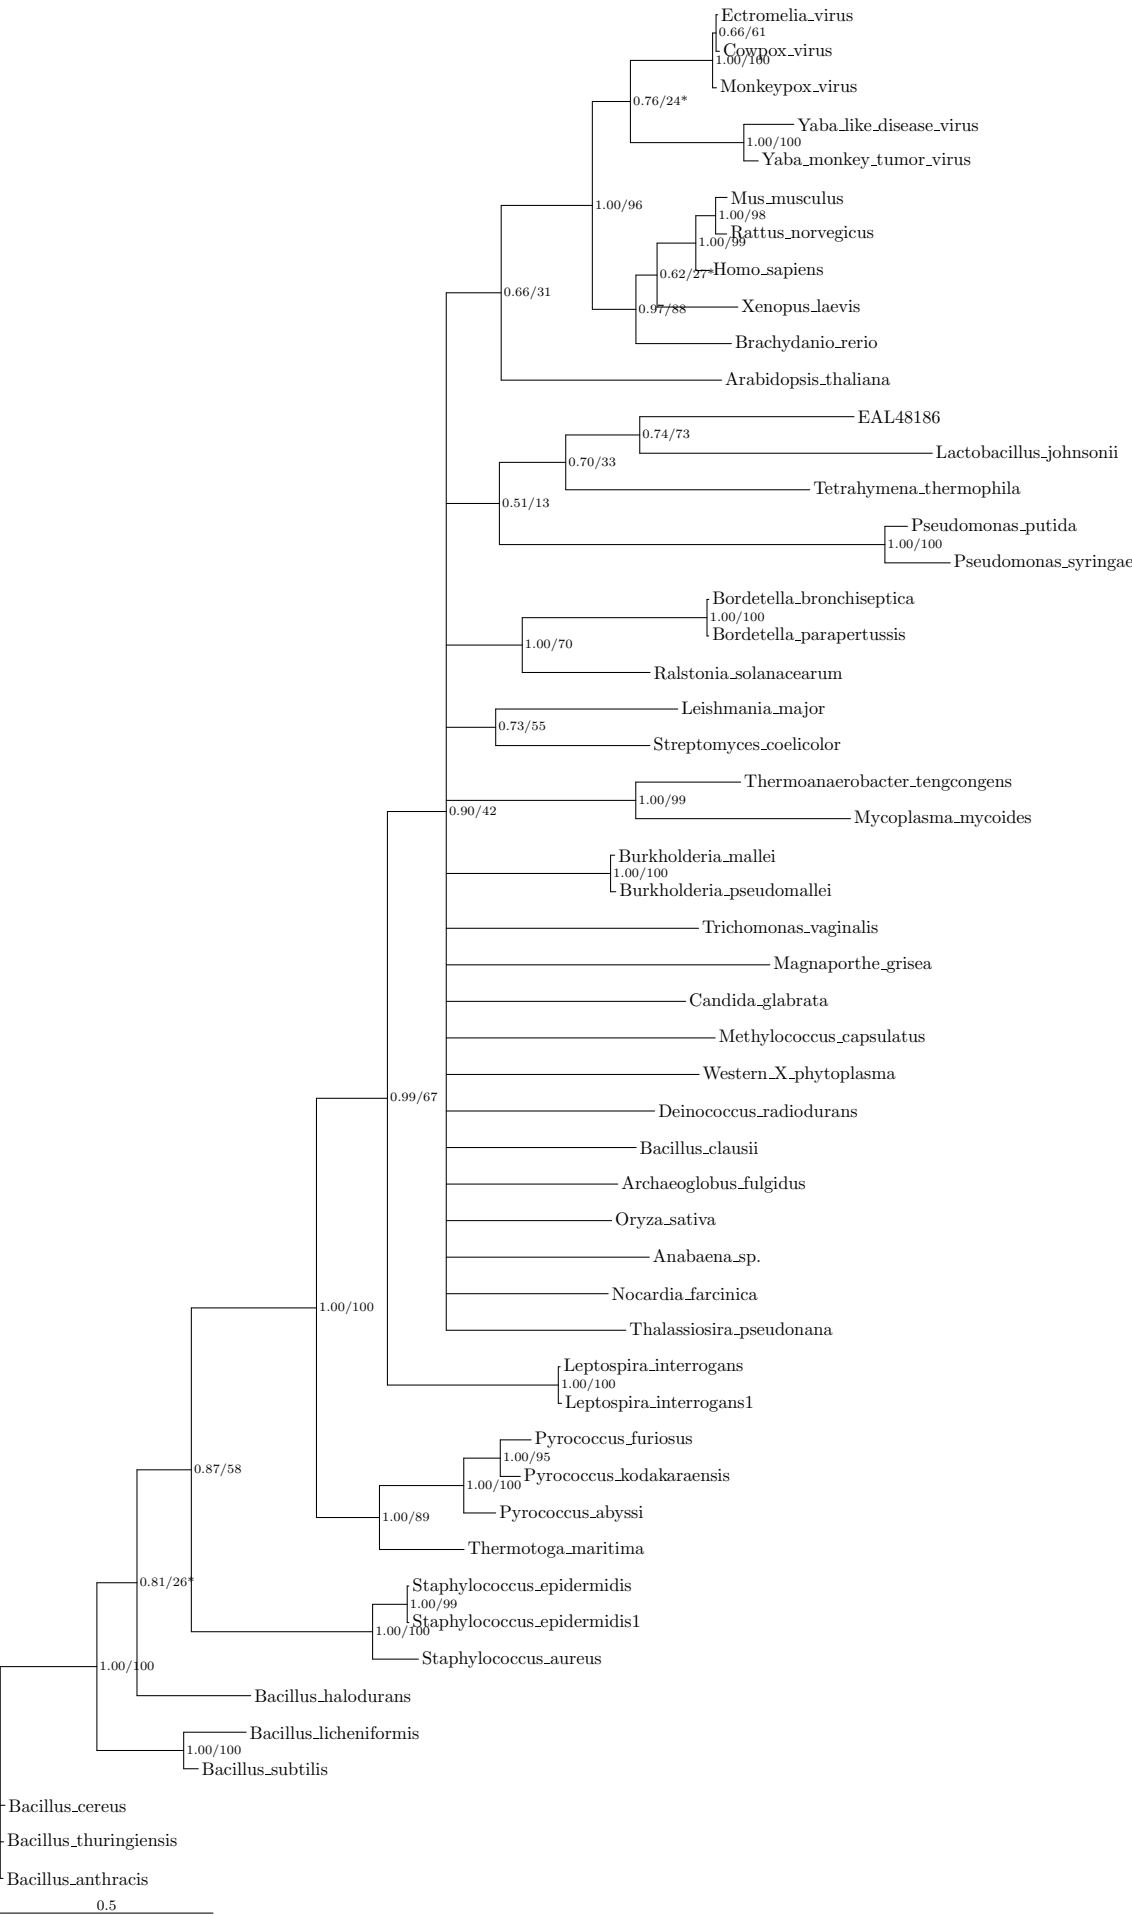 Ectromelia_virus
0.66/61
Cowpox_virus
1.00/100
Monkeypox_virus
0.76/24*
Yaba_like_disease_virus
1.00/100
Yaba_monkey_tumor_virus
Mus_musculus
1.00/96
1.00/98
Rattus_norvegicus
1.00/99
Homo_sapiens
0.62/27*
0.66/31
Xenopus_laevis
0.97/88
Brachydanio_rerio
Arabidopsis_thaliana
EAL48186
0.74/73
Lactobacillus_johnsonii
0.70/33
Tetrahymena_thermophila
0.51/13
Pseudomonas_putida
1.00/100
Pseudomonas_syringae
Bordetella_bronchiseptica
1.00/100
Bordetella_parapertussis
1.00/70
Ralstonia_solanacearum
Leishmania_major
0.73/55
Streptomyces_coelicolor
Thermoanaerobacter_tengcongens
1.00/99
0.90/42
Mycoplasma_mycoides
Burkholderia_mallei
1.00/100
Burkholderia_pseudomallei
Trichomonas_vaginalis
Magnaporthe_grisea
Candida_glabrata
Methylococcus_capsulatus
Western_X_phytoplasma
0.99/67
Deinococcus_radiodurans
Bacillus_clausii
Archaeoglobus_fulgidus
Oryza_sativa
Anabaena_sp.
Nocardia_farcinica
1.00/100
Thalassiosira_pseudonana
Leptospira_interrogans
1.00/100
Leptospira_interrogans1
Pyrococcus_furiosus
1.00/95
0.87/58
Pyrococcus_kodakaraensis
1.00/100
Pyrococcus_abyssi
1.00/89
Thermotoga_maritima
0.81/26*
Staphylococcus_epidermidis
1.00/99
Staphylococcus_epidermidis1
1.00/100
Staphylococcus_aureus
1.00/100
Bacillus_halodurans
Bacillus_licheniformis
1.00/100
Bacillus_subtilis
Bacillus_cereus
Bacillus_thuringiensis
Bacillus_anthracis
0.5